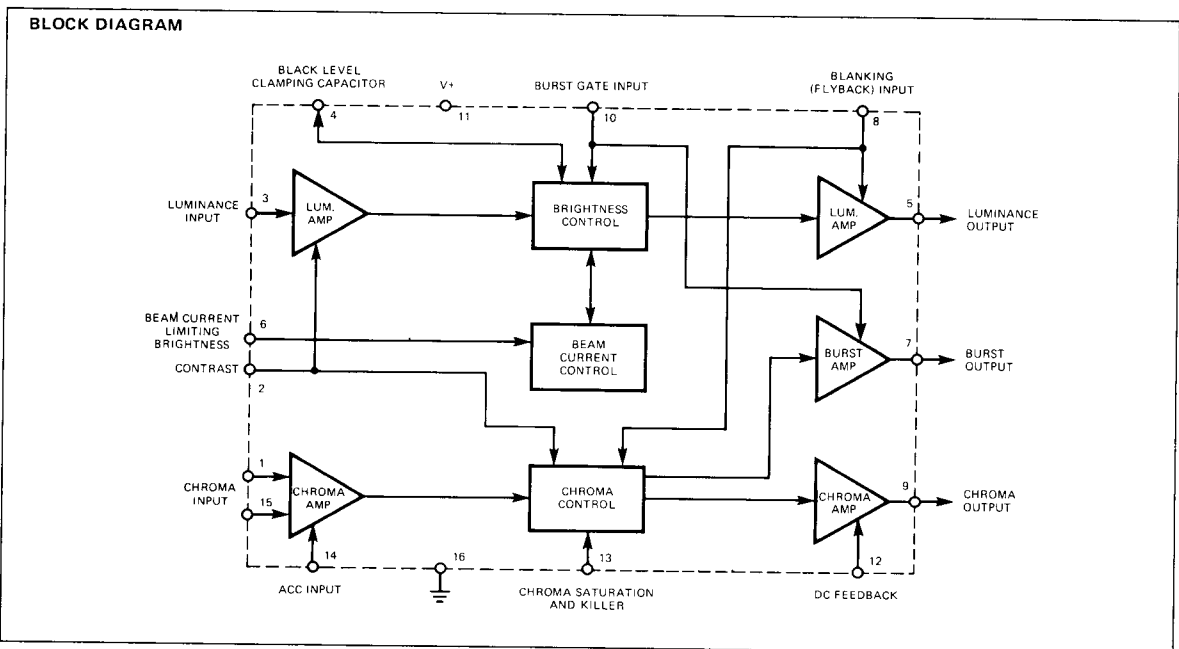 BLOCK DIAGRAM
BLACK LEVEL
CLAMPING CAPACITOR
4
V+
11
BURST GATE INPUT
10
BLANKING
(FLYBACK) INPUT
8
LUMINANCE
INPUT
3
LUM.
AMP
BRIGHTNESS
CONTROL
LUM.
AMP
5
LUMINANCE
OUTPUT
BEAM CURRENT
LIMITING
BRIGHTNESS
6
CONTRAST
2
BEAM
CURRENT
CONTROL
BURST
AMP
7
BURST
OUTPUT
CHROMA
INPUT
1
15
CHROMA
AMP
14
ACC INPUT
16
CHROMA
CONTROL
13
CHROMA SATURATION
AND KILLER
CHROMA
AMP
9
CHROMA
OUTPUT
12
DC FEEDBACK